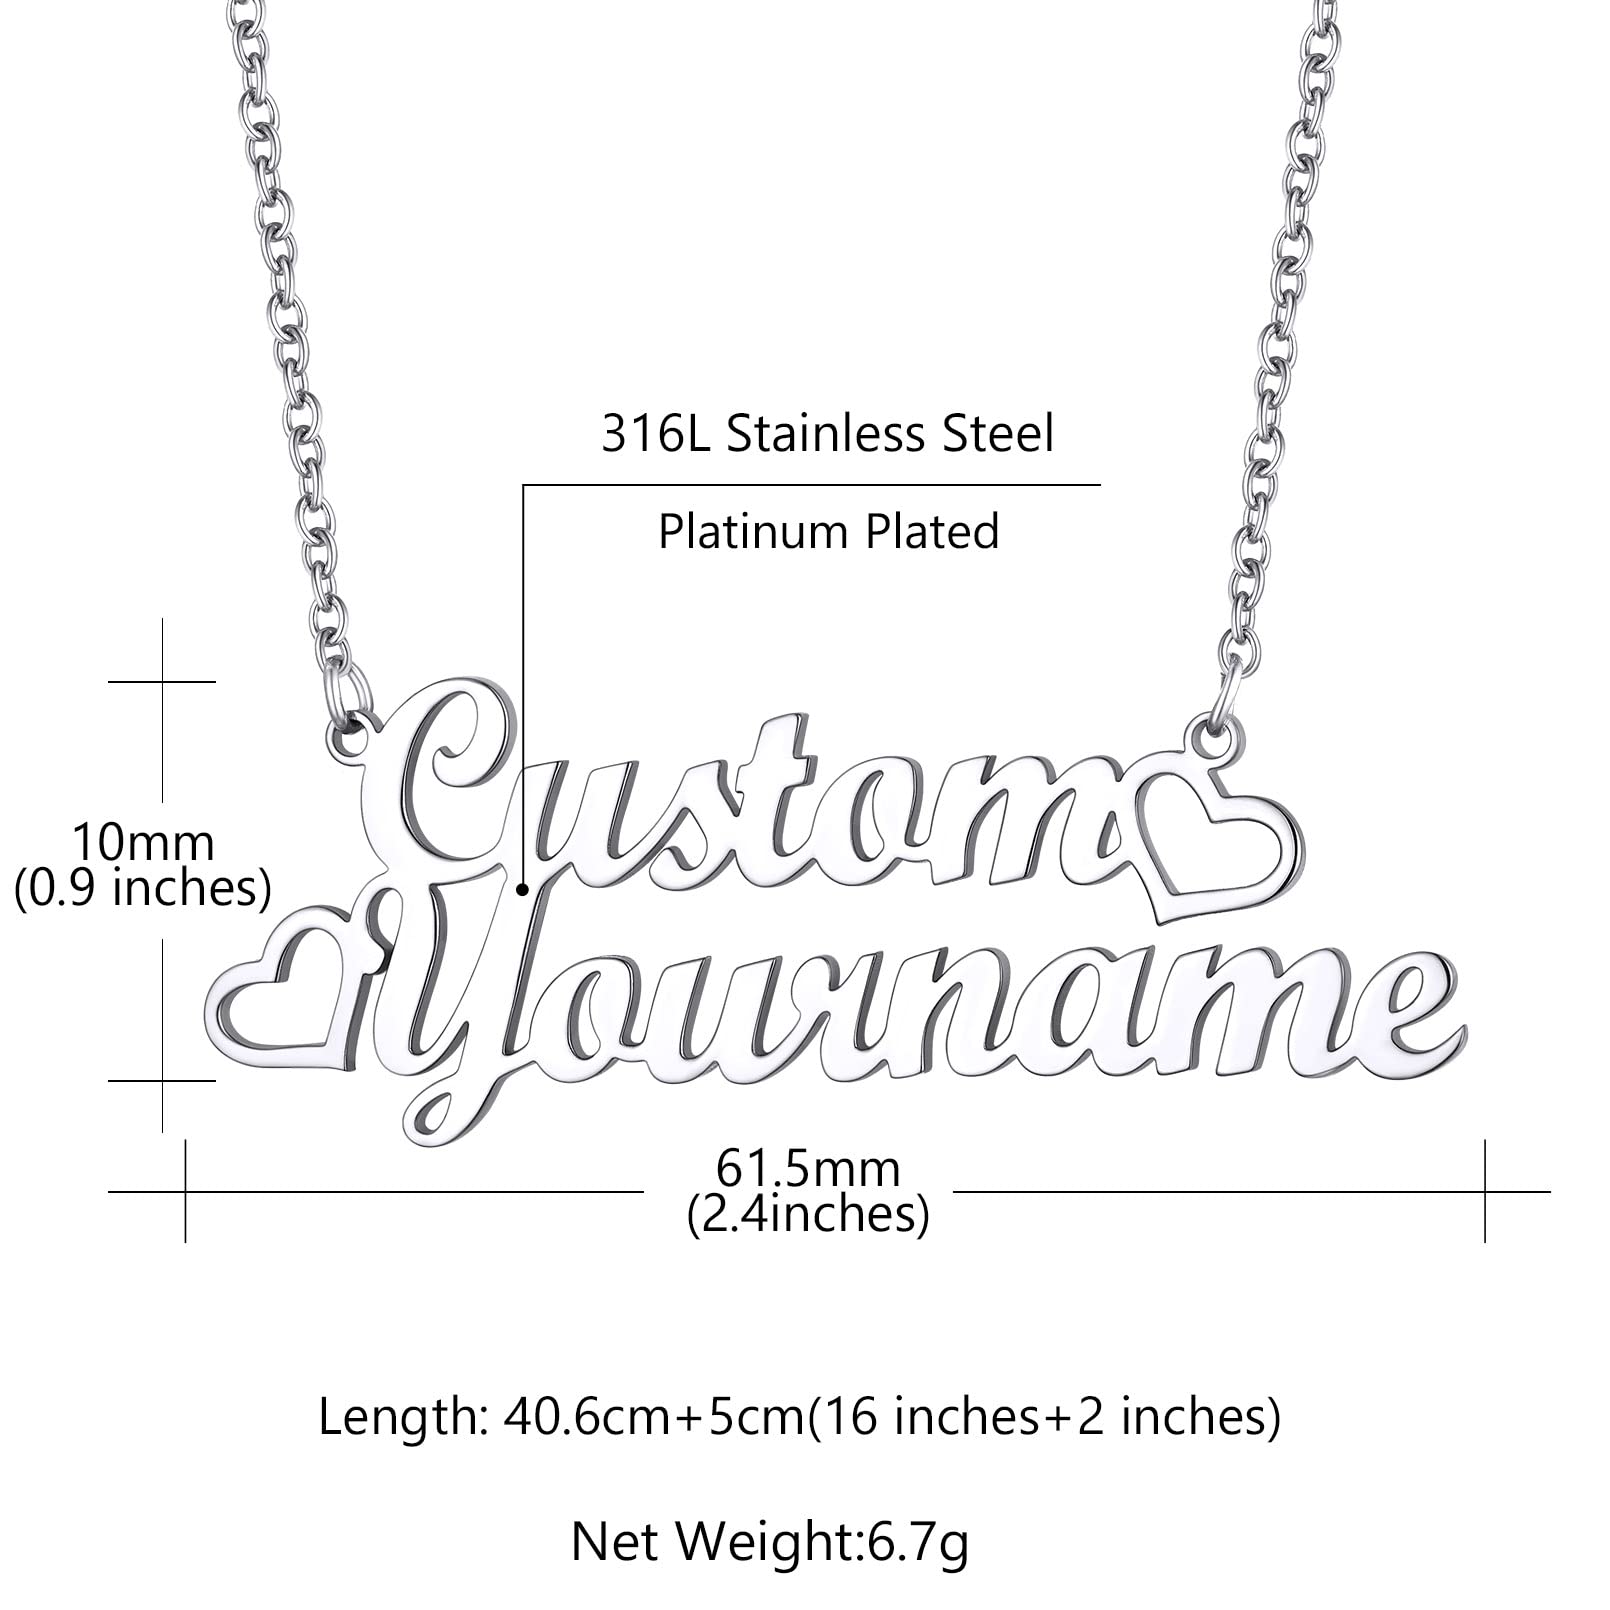 316L Stainless Steel
Platinum Plated
Custom
Yourname
10mm
(0.9 inches)
61.5mm
(2.4inches)
Length: 40.6cm+5cm(16 inches+2 inches)
Net Weight:6.7g